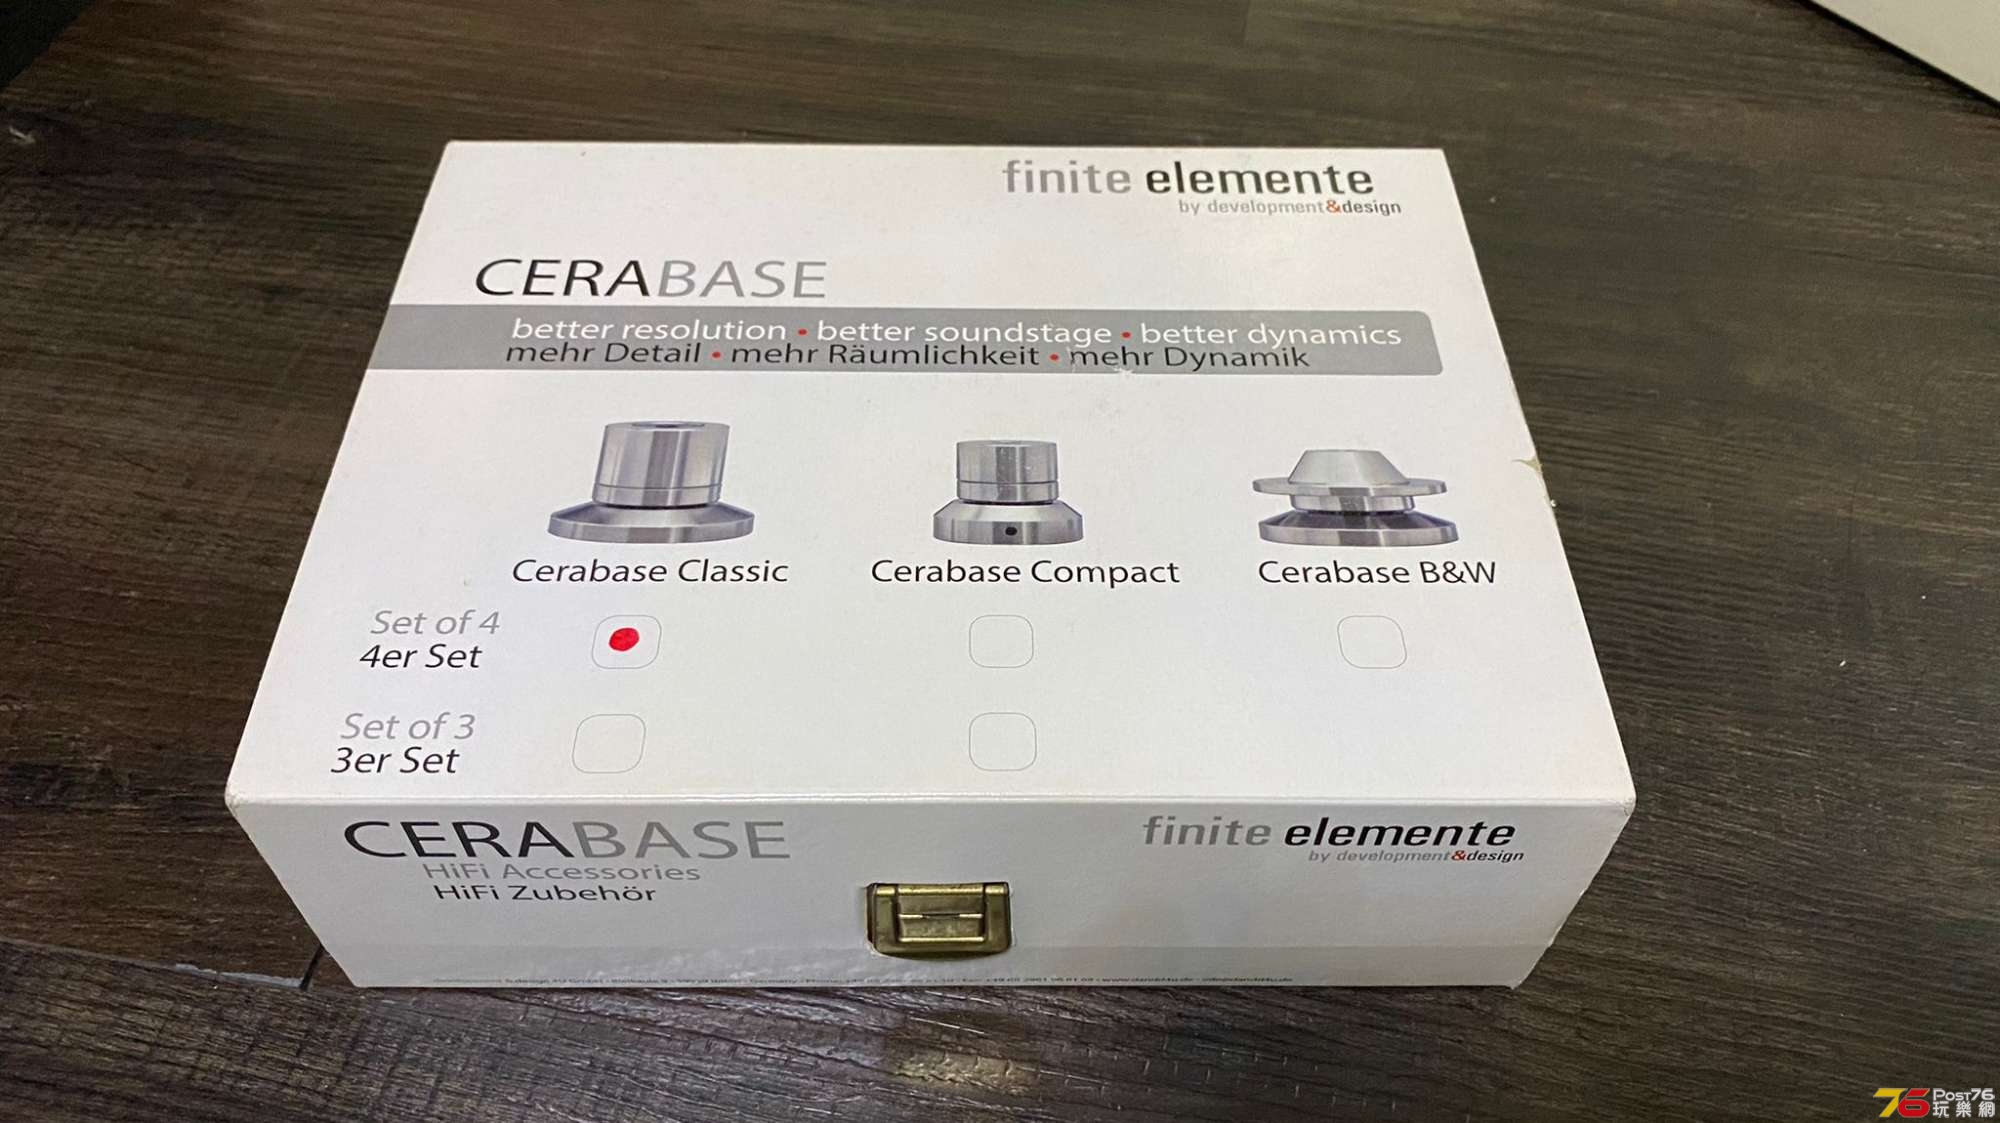 finite elemente
by development&design
CERABASE
better resolution • better soundstage • better dynamics
mehr Detail • mehr Räumlichkeit • mehr Dynamik
Cerabase Classic Cerabase Compact Cerabase B&W
Set of 4
4er Set
Set of 3
3er Set
CERABASE
HiFi Accessories
HiFi Zubehör
finite elemente
by development&design
76 Post76
玩樂網